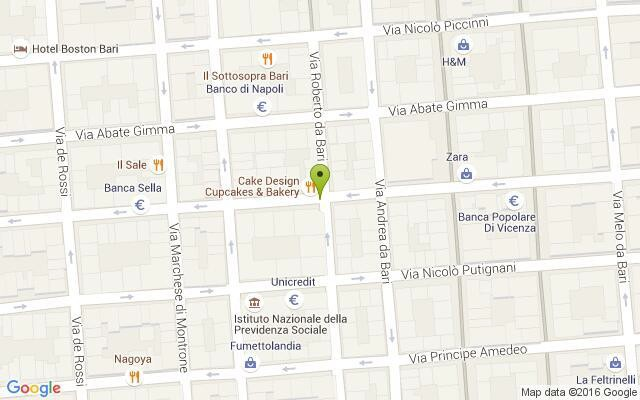 Via Nicolò Piccinni
Hotel Boston Bari
H&M
Il Sottosopra Bari
Banco di Napoli
Via Roberto da Bari
Via Abate Gimma
Via Abate Gimma
Via de Rossi
Il Sale
Zara
Cake Design
Cupcakes & Bakery
Banca Sella
Via Andrea da Bari
Via Melo da Bari
Banca Popolare
Di Vicenza
Via Marchese di Montrone
Via Nicolò Putignani
Unicredit
Istituto Nazionale della
Previdenza Sociale
Via de Rossi
Fumettolandia
Via Principe Amedeo
Nagoya
La Feltrinelli
Google
Map data ©2016 Google